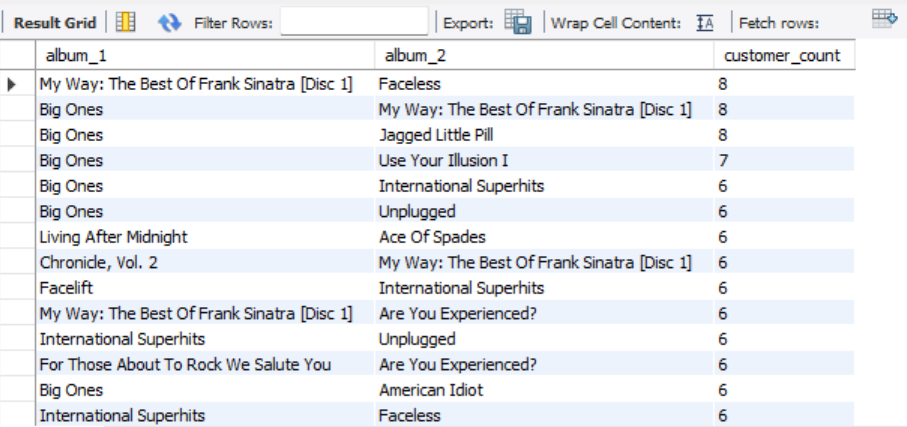 Result Grid Filter Rows: Export: Wrap Cell Content: IA Fetch rows:
album_1 album_2 customer_count
My Way: The Best Of Frank Sinatra [Disc 1] Faceless 8
Big Ones My Way: The Best Of Frank Sinatra [Disc 1] 8
Big Ones Jagged Little Pill 8
Big Ones Use Your Illusion I 7
Big Ones International Superhits 6
Big Ones Unplugged 6
Living After Midnight Ace Of Spades 6
Chronicle, Vol. 2 My Way: The Best Of Frank Sinatra [Disc 1] 6
Facelift International Superhits 6
My Way: The Best Of Frank Sinatra [Disc 1] Are You Experienced? 6
International Superhits Unplugged 6
For Those About To Rock We Salute You Are You Experienced? 6
Big Ones American Idiot 6
International Superhits Faceless 6